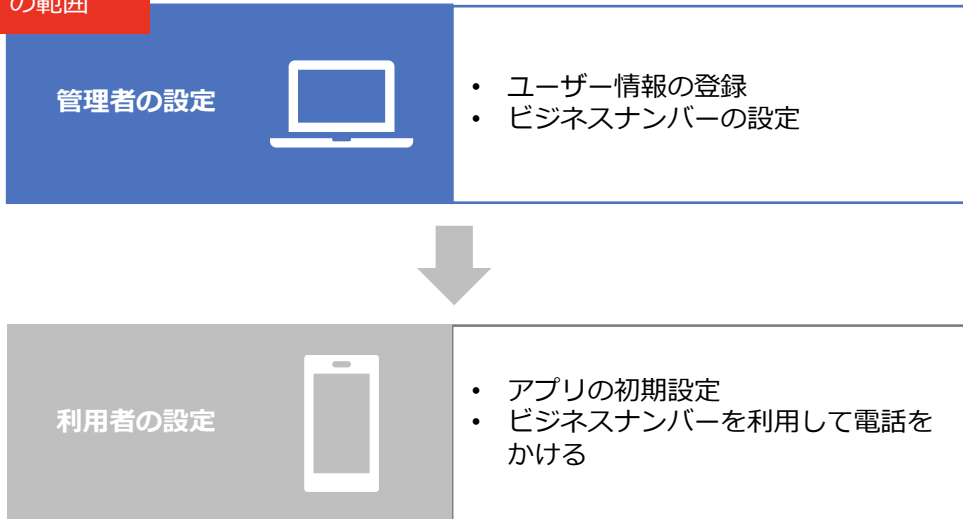 の範囲
管理者の設定
• ユーザー情報の登録
• ビジネスナンバーの設定
利用者の設定
• アプリの初期設定
• ビジネスナンバーを利用して電話を
かける